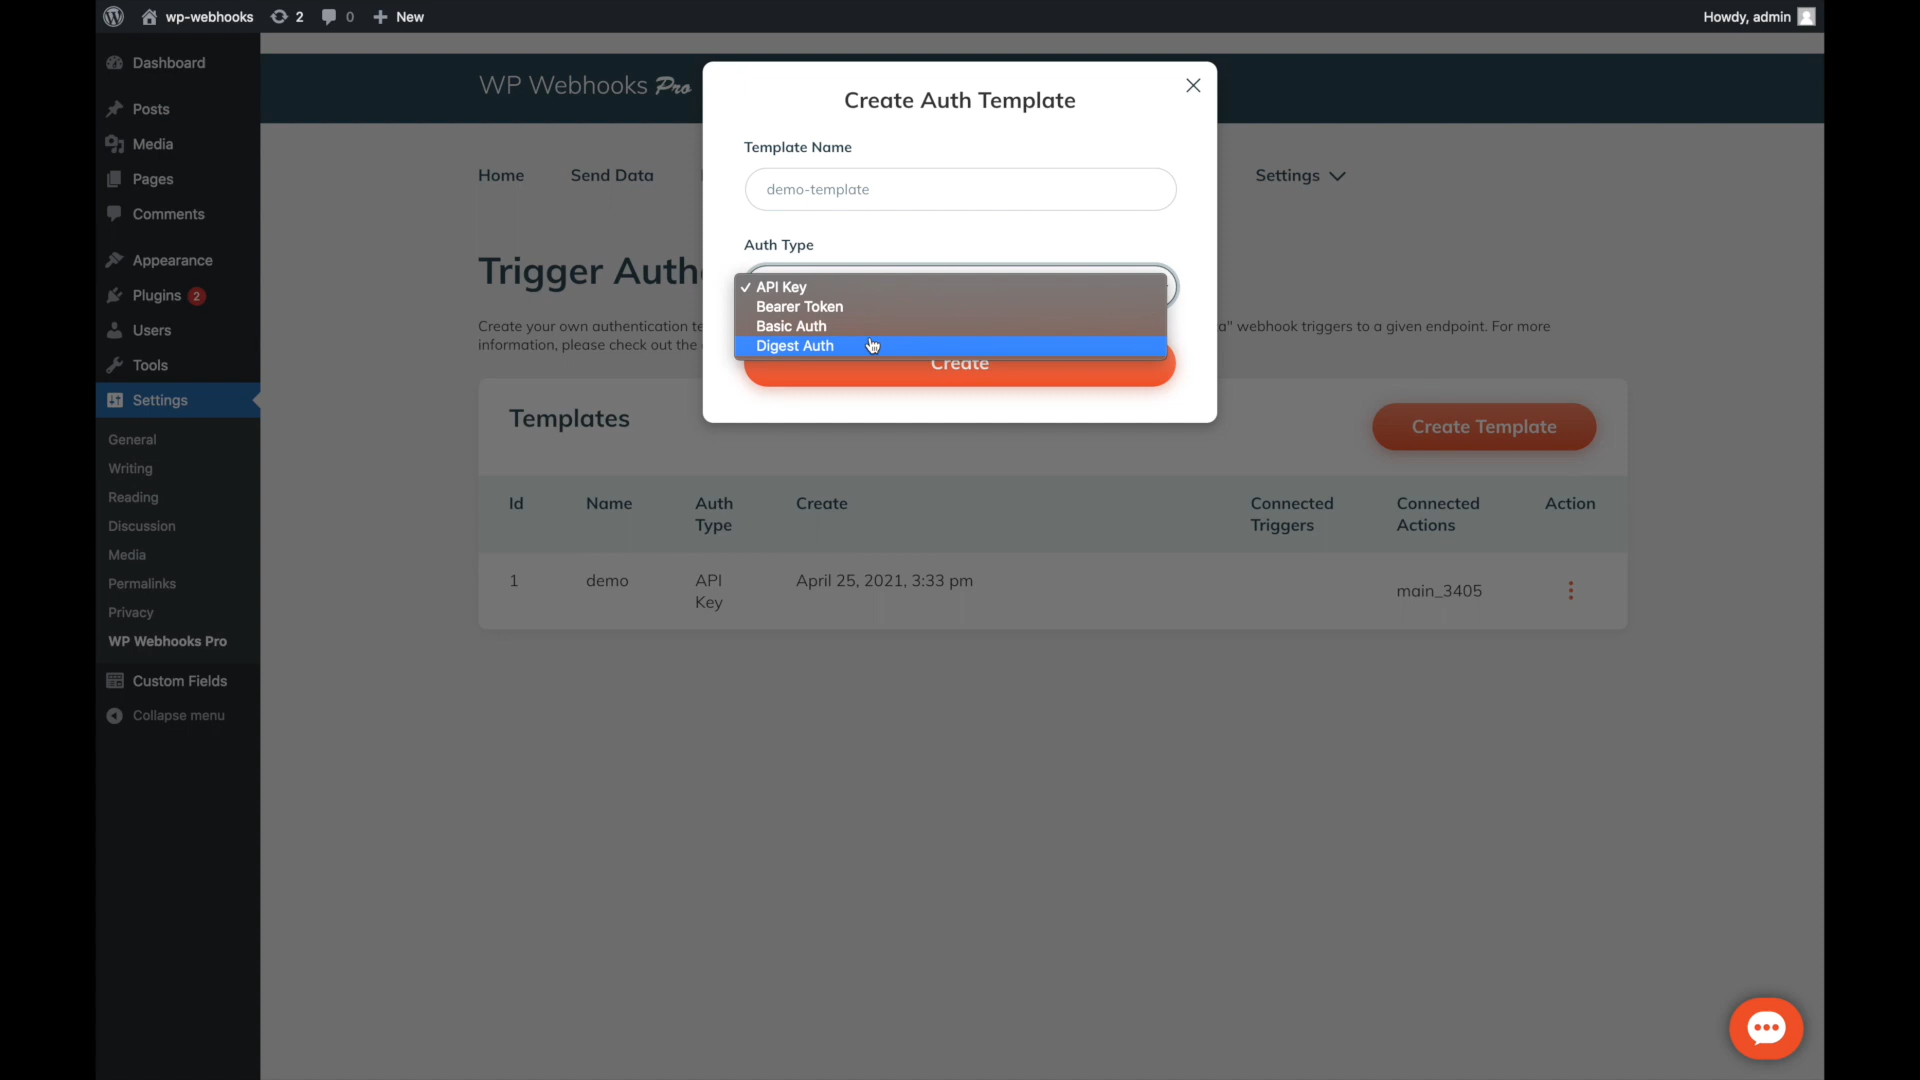 wp-webhooks 2 0 New
Howdy, admin
Dashboard
Posts
Media
Pages
Comments
Appearance
Plugins 2
Users
Tools
Settings
General
Writing
Reading
Discussion
Media
Permalinks
Privacy
WP Webhooks Pro
Custom Fields
Collapse menu
WP Webhooks Pro
Home Send Data Settings
Create Auth Template
Template Name
demo-template
Auth Type
✓ API Key
Bearer Token
Basic Auth
Digest Auth
Create
Trigger Auth
Create your own authentication
a" webhook triggers to a given endpoint. For more
information, please check out the
Templates
Create Template
Id Name Auth Type Create Connected Triggers Connected Actions Action
1 demo API Key April 25, 2021, 3:33 pm main_3405